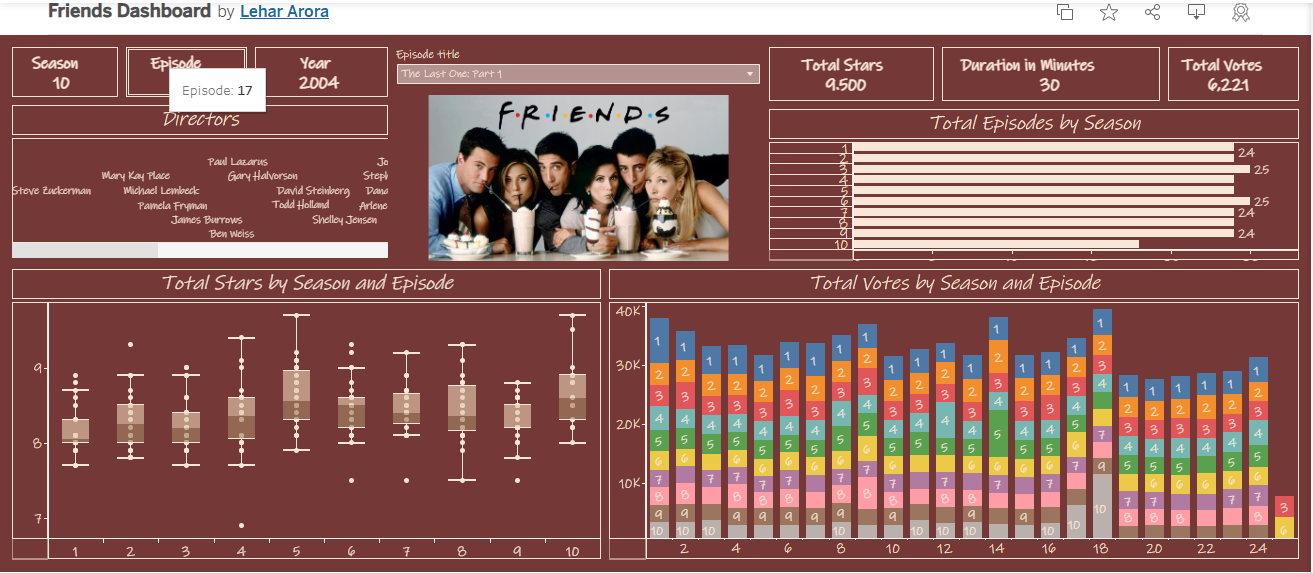 Friends Dashboard by Lehar Arora
Season
10
Episode
Episode: 17
Year
2004
Episode title
The Last One: Part 1
Total Stars
9.500
Duration in Minutes
30
Total Votes
6,221
Directors
Paul Lazarus Jo
Mary Kay Place Gary Halvorson Steph
Steve Zuckerman Michael Lembeck David Steinberg Dana
Pamela Fryman Todd Holland Arlene
James Burrows Shelley Jensen
Ben Weiss
F·R·I·E·N·D·S
Total Episodes by Season
1 24
2
3 25
4
5
6 25
7 24
8
9 24
10
Total Stars by Season and Episode
9
8
7
1 2 3 4 5 6 7 8 9 10
Total Votes by Season and Episode
40K
30K
20K
10K
2 4 6 8 10 12 14 16 18 20 22 24